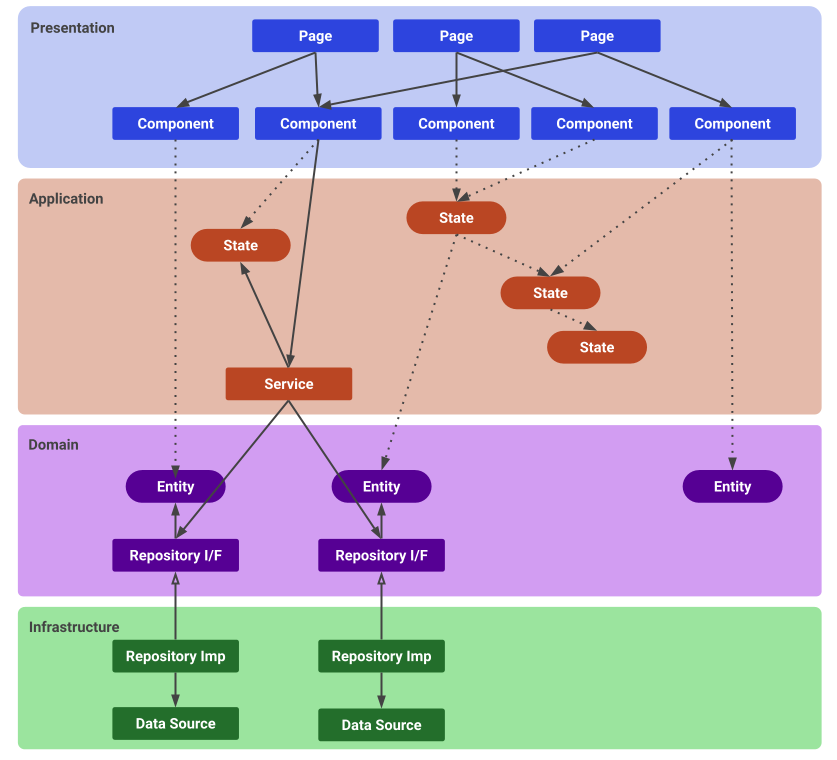 Presentation
Page
Page
Page
Component
Component
Component
Component
Component
Application
State
State
State
State
Service
Domain
Entity
Entity
Entity
Repository I/F
Repository I/F
Infrastructure
Repository Imp
Repository Imp
Data Source
Data Source